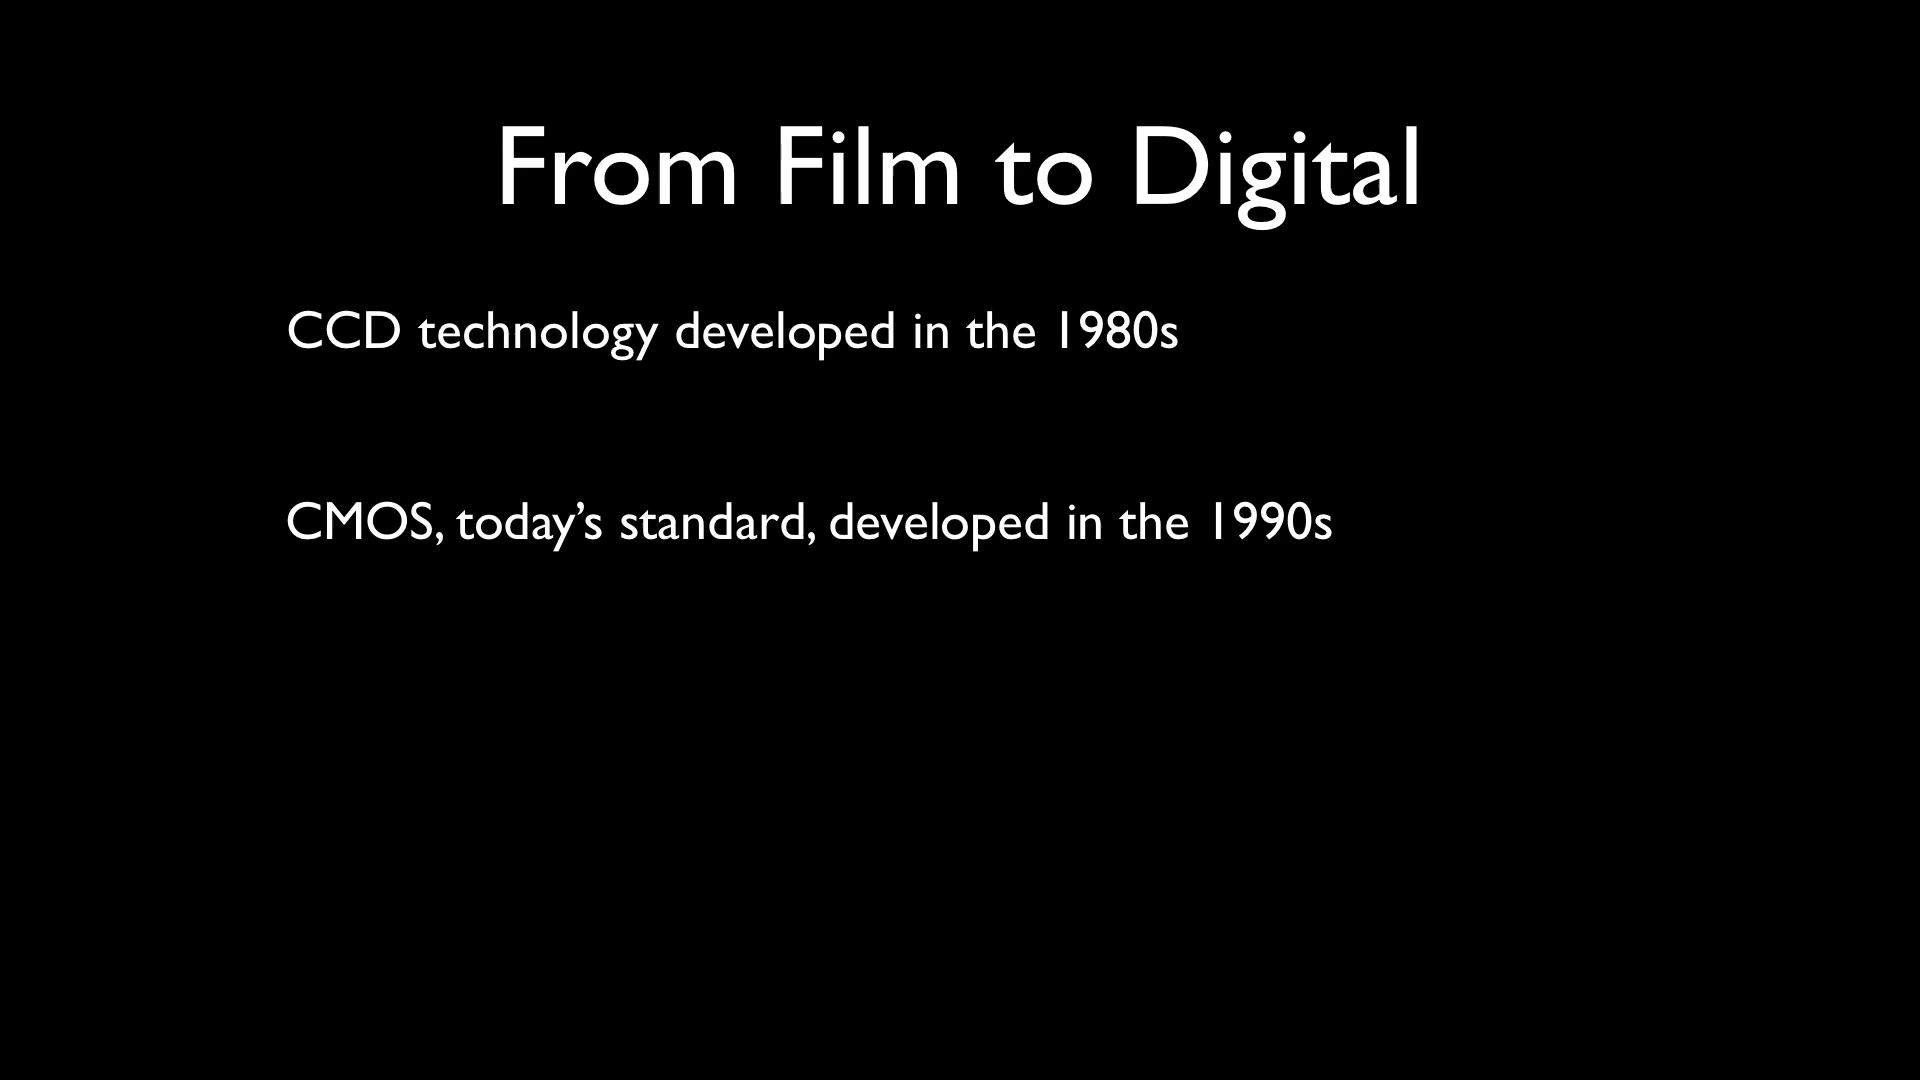 From Film to Digital
CCD technology developed in the 1980s
CMOS, today’s standard, developed in the 1990s